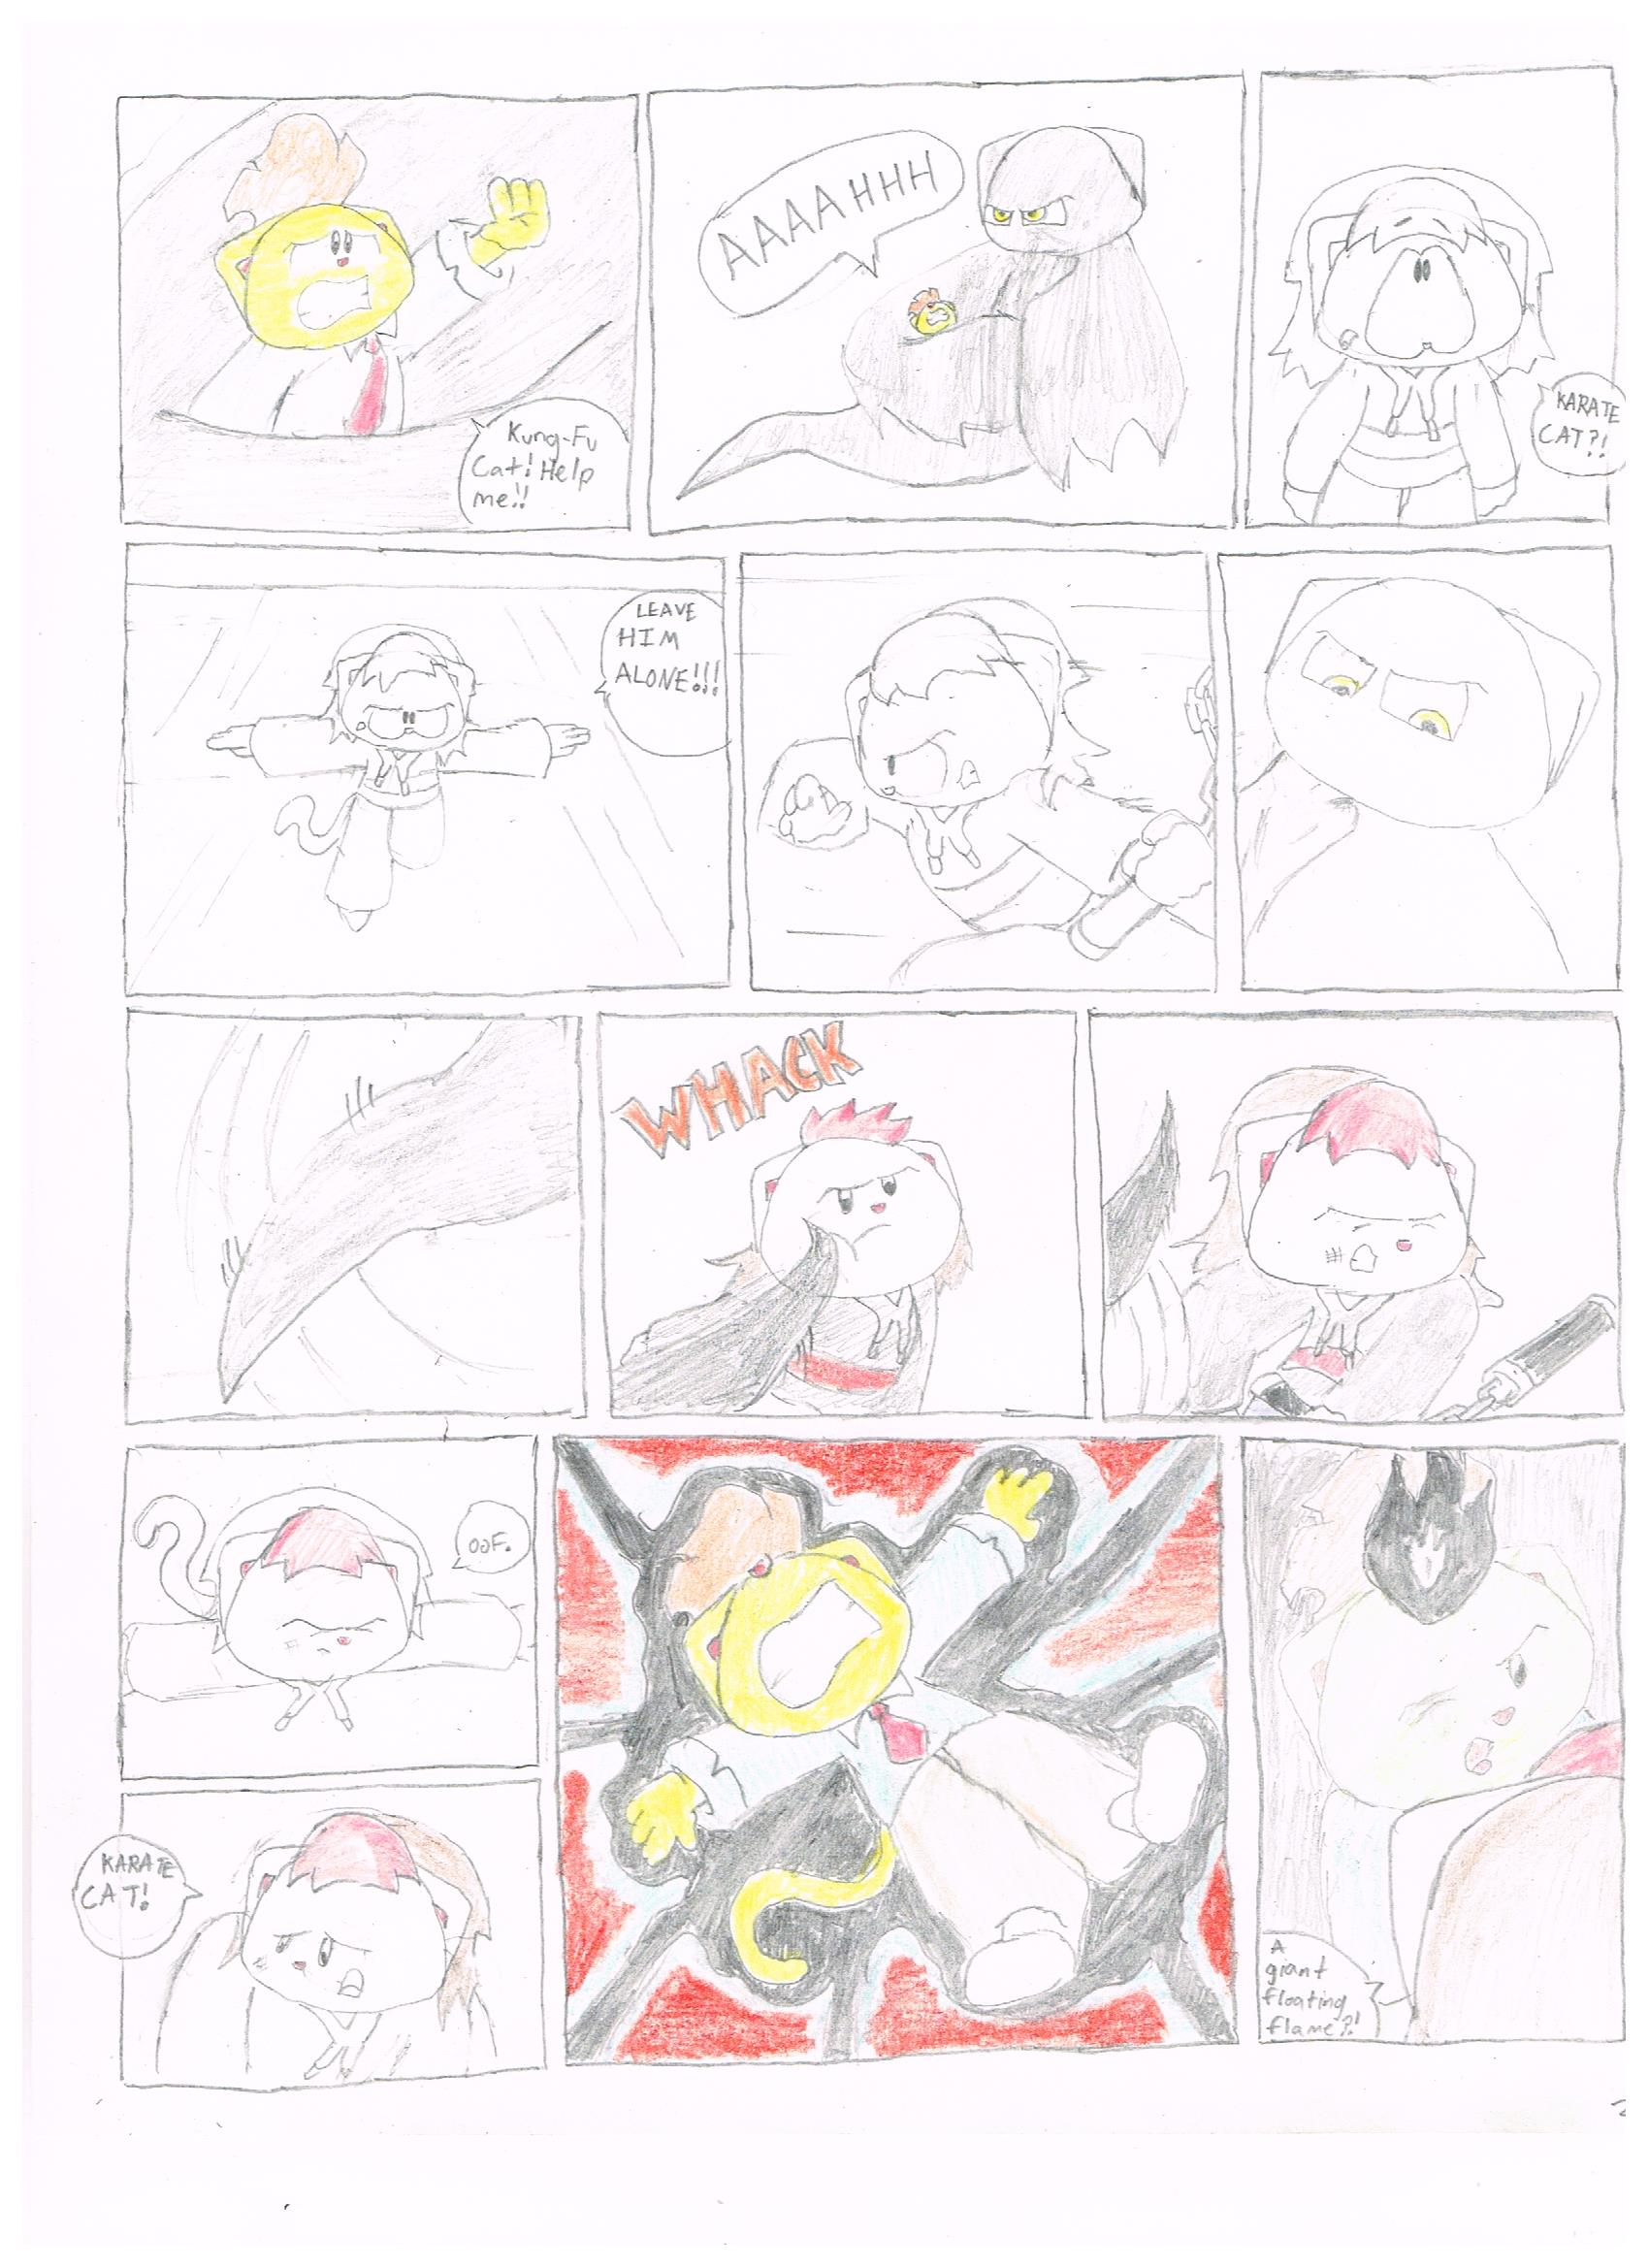 Kung-Fu
Cat! Help
me!!
AAAAHHH
KARATE
CAT?!
LEAVE
HIM
ALONE!!!
WHACK
OOF.
KARATE
CAT!
A
giant
floating
flame?!